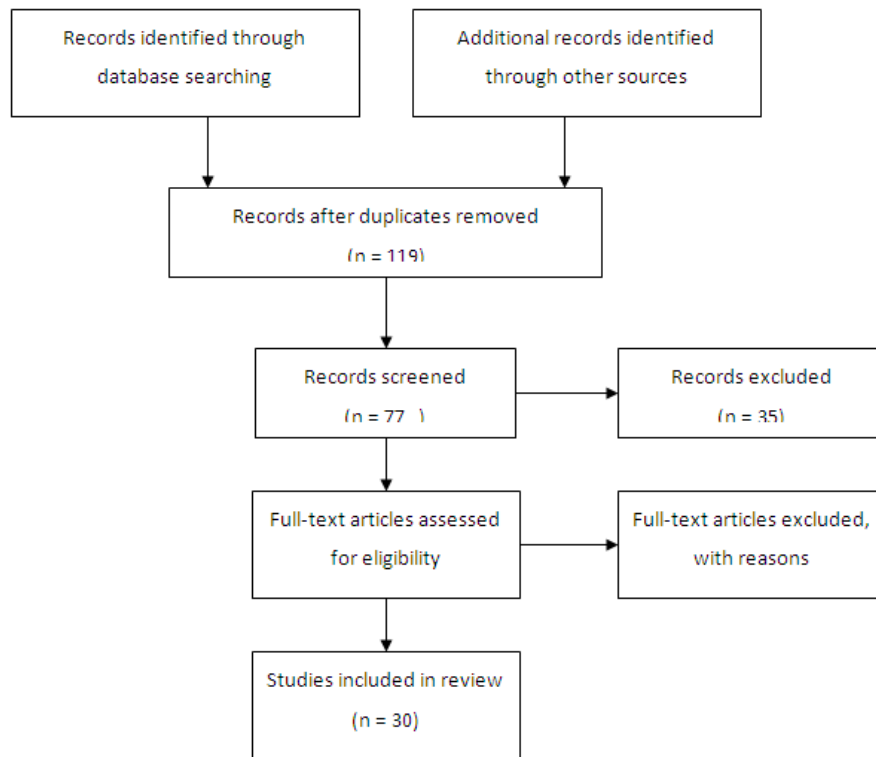 Records identified through
database searching
Additional records identified
through other sources
Records after duplicates removed
(n = 119)
Records screened
(n = 77 )
Records excluded
(n = 35)
Full-text articles assessed
for eligibility
Full-text articles excluded,
with reasons
Studies included in review
(n = 30)